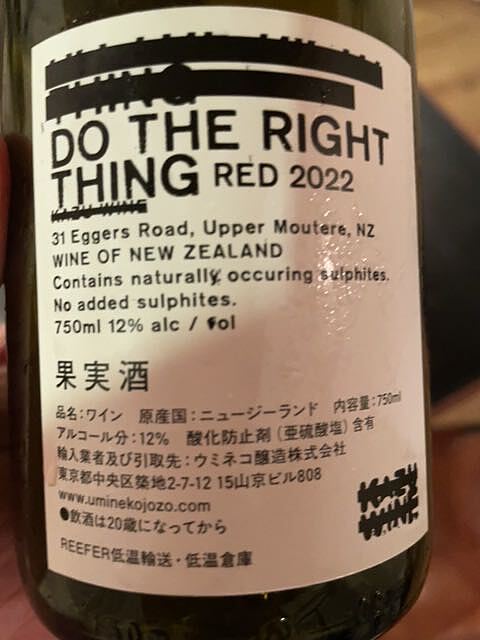 THING
DO THE RIGHT
THING RED 2022
KAZU WINE
31 Eggers Road, Upper Moutere, NZ
WINE OF NEW ZEALAND
Contains naturally occuring sulphites.
No added sulphites.
750ml 12% alc / vol
果実酒
品名：ワイン 原産国：ニュージーランド 内容量：750ml
アルコール分：12% 酸化防止剤（亜硫酸塩）含有
輸入業者及び引取先：ウミネコ醸造株式会社
東京都中央区築地2-7-12 15山京ビル808
www.uminekojozo.com
●飲酒は20歳になってから
REEFER低温輸送・低温倉庫
KAZU
WINE